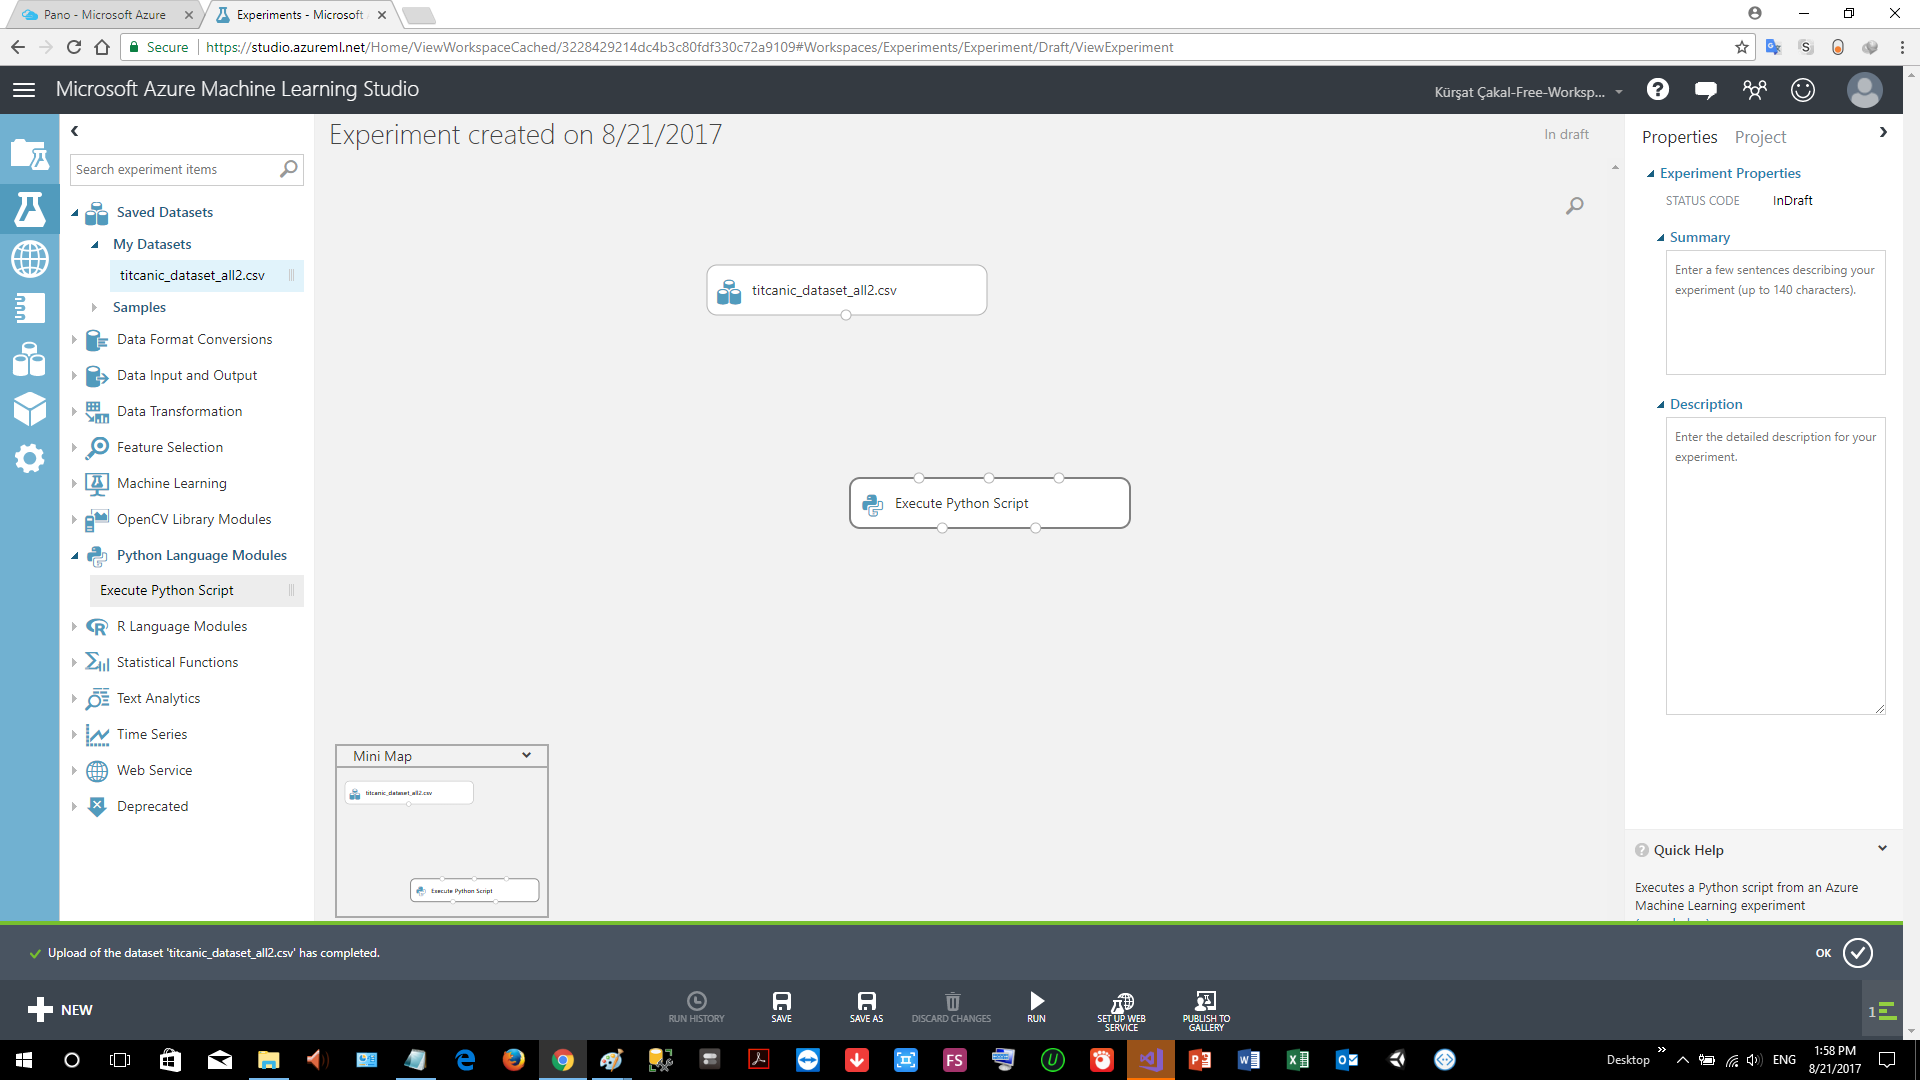 Pano - Microsoft Azure
Experiments - Microsoft
Secure
https://studio.azureml.net/Home/ViewWorkspaceCached/3228429214dc4b3c80fdf330c72a9109#Workspaces/Experiments/Experiment/Draft/ViewExperiment
Microsoft Azure Machine Learning Studio
Kürşat Çakal-Free-Worksp...
Search experiment items
Saved Datasets
My Datasets
titcanic_dataset_all2.csv
Samples
Data Format Conversions
Data Input and Output
Data Transformation
Feature Selection
Machine Learning
OpenCV Library Modules
Python Language Modules
Execute Python Script
R Language Modules
Statistical Functions
Text Analytics
Time Series
Web Service
Deprecated
Experiment created on 8/21/2017
In draft
titcanic_dataset_all2.csv
Execute Python Script
Mini Map
titcanic_dataset_all2.csv
Execute Python Script
Properties Project
Experiment Properties
STATUS CODE InDraft
Summary
Enter a few sentences describing your
experiment (up to 140 characters).
Description
Enter the detailed description for your
experiment.
Quick Help
Executes a Python script from an Azure
Machine Learning experiment
Upload of the dataset 'titcanic_dataset_all2.csv' has completed.
OK
NEW
RUN HISTORY
SAVE
SAVE AS
DISCARD CHANGES
RUN
SET UP WEB
SERVICE
PUBLISH TO
GALLERY
1
Desktop
ENG
1:58 PM
8/21/2017